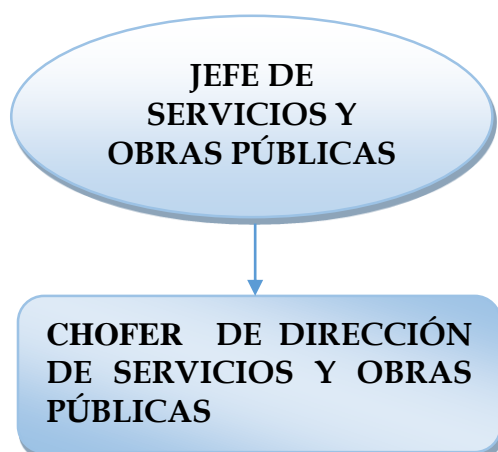 JEFE DE
SERVICIOS Y
OBRAS PÚBLICAS
CHOFER DE DIRECCIÓN
DE SERVICIOS Y OBRAS
PÚBLICAS